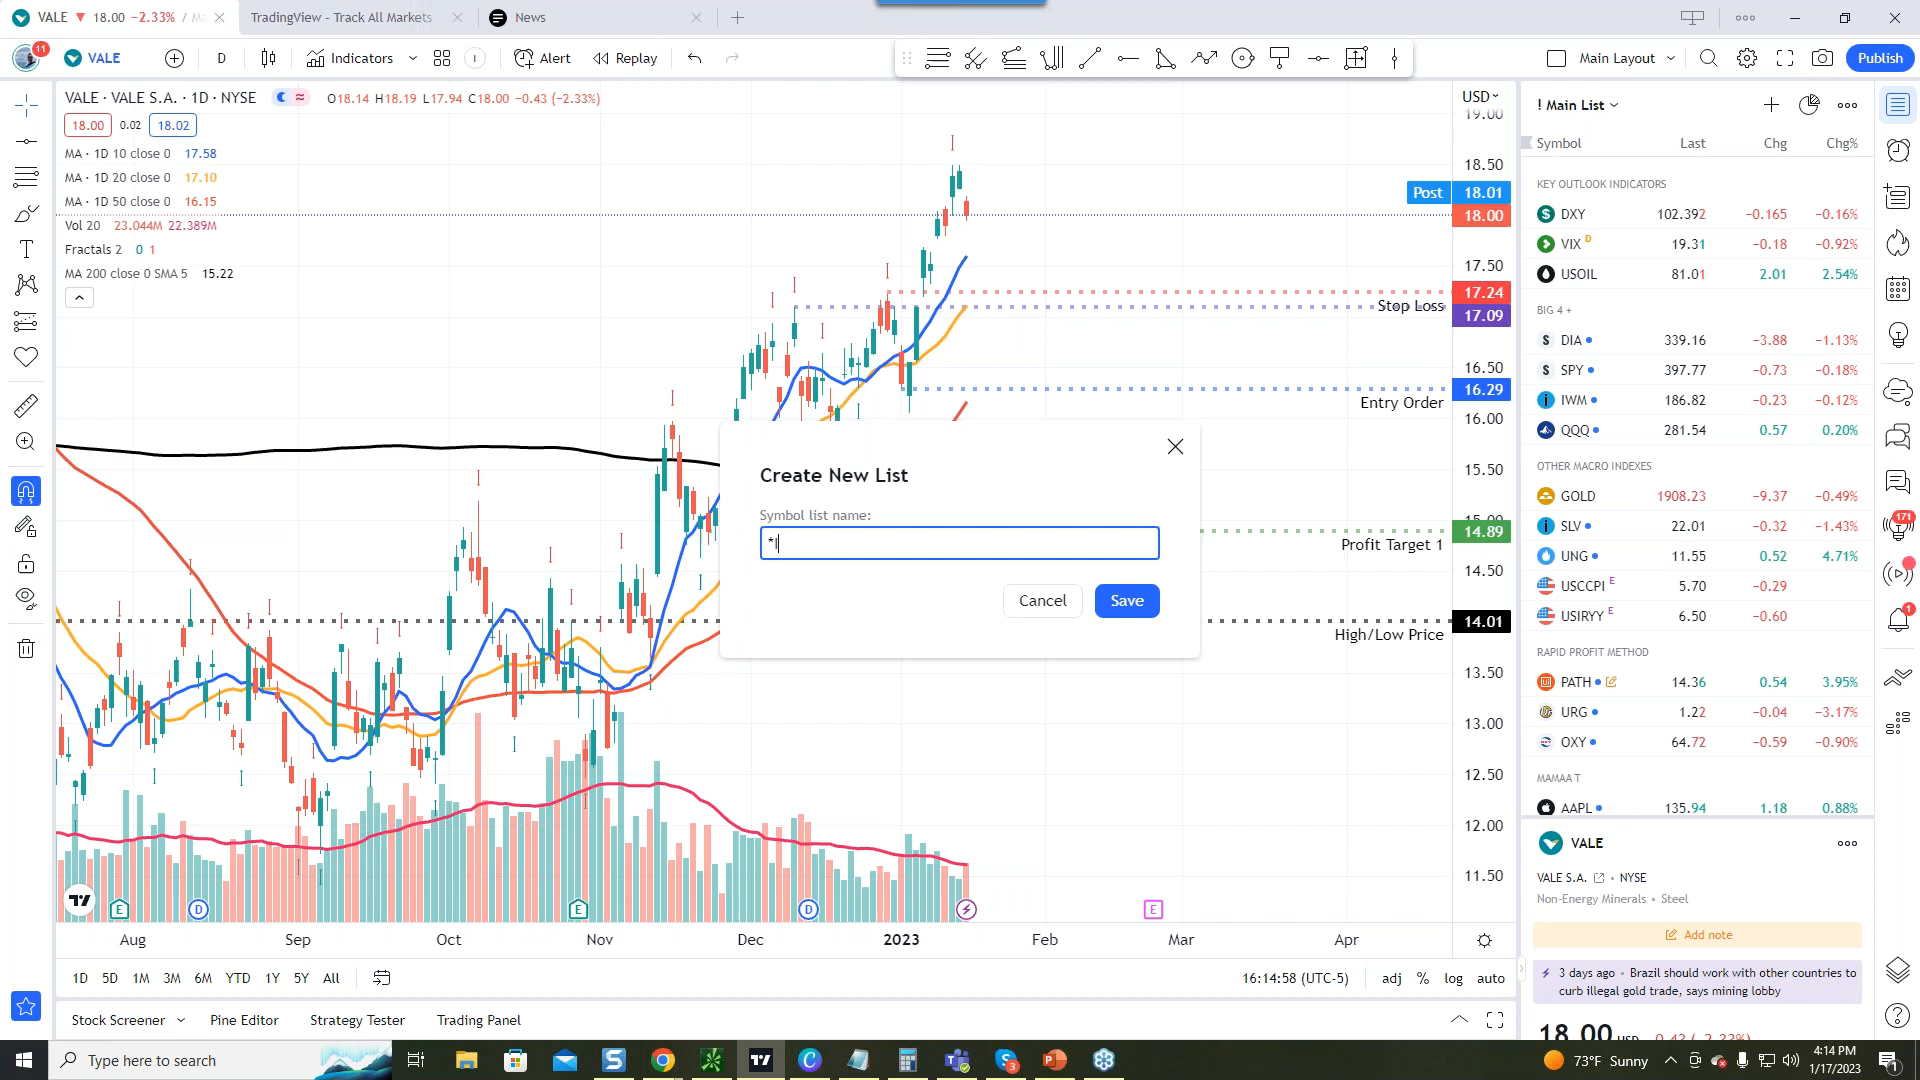 VALE ▼ 18.00 −2.33% / Ma
TradingView - Track All Markets
News
11
VALE
D
Indicators
Alert
Replay
Main Layout
Publish
VALE · VALE S.A. · 1D · NYSE
O18.14 H18.19 L17.94 C18.00 −0.43 (−2.33%)
18.00 0.02 18.02
MA · 1D 10 close 0 17.58
MA · 1D 20 close 0 17.10
MA · 1D 50 close 0 16.15
Vol 20 23.044M 22.389M
Fractals 2 0 1
MA 200 close 0 SMA 5 15.22
USD
19.00
18.50
Post 18.01
18.00
17.50
17.24
Stop Loss
17.09
16.50
16.29
Entry Order
16.00
15.50
15.00
14.89
Profit Target 1
14.50
14.01
High/Low Price
13.50
13.00
12.50
12.00
11.50
Create New List
Symbol list name:
*I
Cancel
Save
E
D
E
D
E
Aug
Sep
Oct
Nov
Dec
2023
Feb
Mar
Apr
1D 5D 1M 3M 6M YTD 1Y 5Y All
16:14:58 (UTC-5)
adj % log auto
Stock Screener
Pine Editor
Strategy Tester
Trading Panel
! Main List
Symbol Last Chg Chg%
KEY OUTLOOK INDICATORS
DXY 102.392 −0.165 −0.16%
VIX D 19.31 −0.18 −0.92%
USOIL 81.01 2.01 2.54%
BIG 4 +
DIA 339.16 −3.88 −1.13%
SPY 397.77 −0.73 −0.18%
IWM 186.82 −0.23 −0.12%
QQQ 281.54 0.57 0.20%
OTHER MACRO INDEXES
GOLD 1908.23 −9.37 −0.49%
SLV 22.01 −0.32 −1.43%
UNG 11.55 0.52 4.71%
USCCPI E 5.70 −0.29
USIRYY E 6.50 −0.60
RAPID PROFIT METHOD
PATH 14.36 0.54 3.95%
URG 1.22 −0.04 −3.17%
OXY 64.72 −0.59 −0.90%
MAMAA T
AAPL 135.94 1.18 0.88%
VALE
VALE S.A. • NYSE
Non-Energy Minerals • Steel
Add note
3 days ago • Brazil should work with other countries to
curb illegal gold trade, says mining lobby
18.00 USD −0.43 (−2.33%)
171
1
Type here to search
3
73°F Sunny
4:14 PM
1/17/2023
1